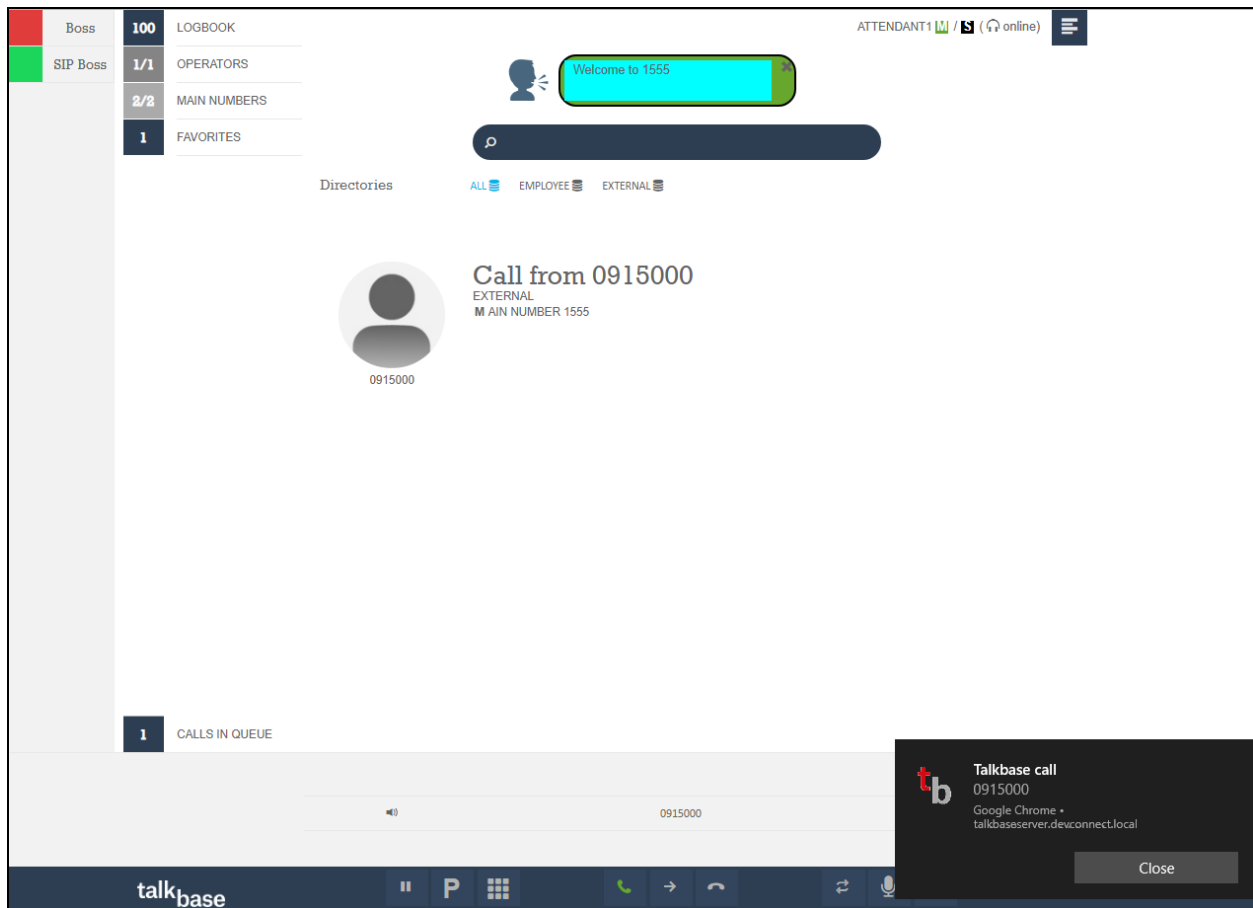 Boss
SIP Boss
100 LOGBOOK
1/1 OPERATORS
2/2 MAIN NUMBERS
1 FAVORITES
ATTENDANT1 M / S ( online)
Welcome to 1555
Directories ALL EMPLOYEE EXTERNAL
Call from 0915000
EXTERNAL
M AIN NUMBER 1555
0915000
1 CALLS IN QUEUE
0915000
talkbase
P
tb
Talkbase call
0915000
Google Chrome •
talkbaseserver.devconnect.local
Close